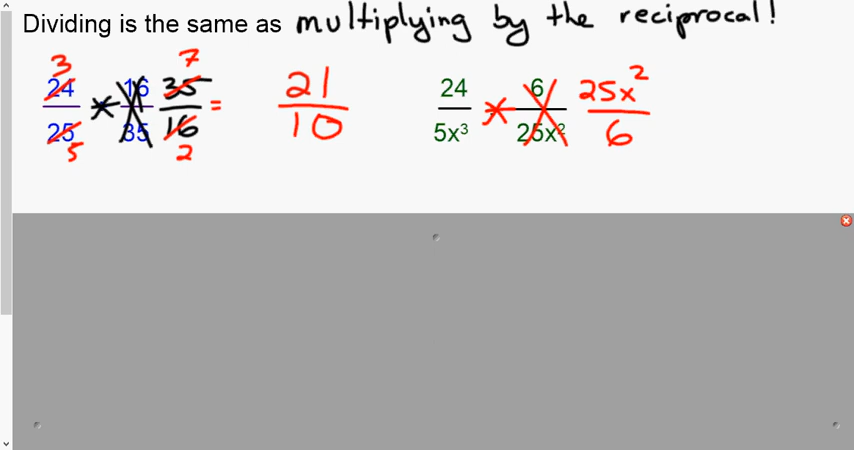 Dividing is the same as multiplying by the reciprocal!
3 7
24 * 16 35 = 21 24 * 6 25x²
25 35 16 10 5x³ 25x² 6
5 2